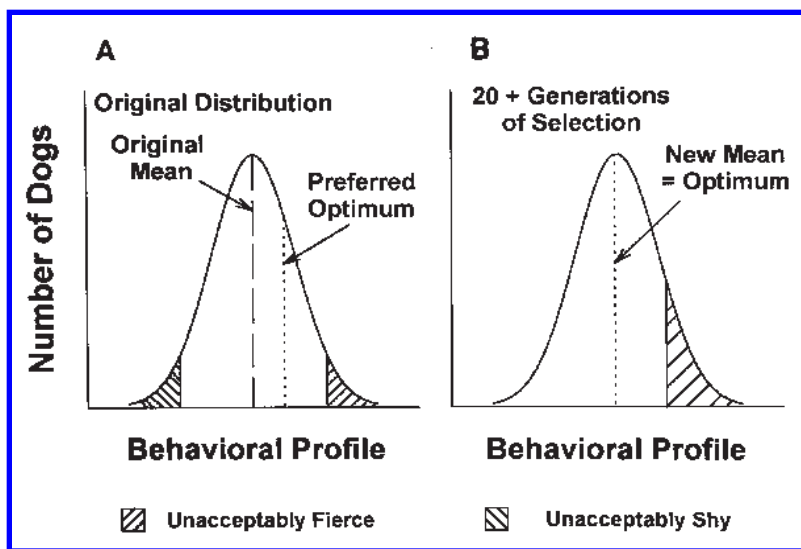 A
Original Distribution
Original
Mean
Preferred
Optimum
Number of Dogs
Behavioral Profile
B
20 + Generations
of Selection
New Mean
= Optimum
Behavioral Profile
Unacceptably Fierce
Unacceptably Shy